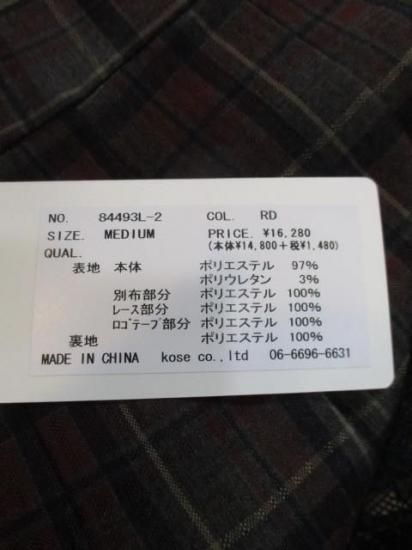 NO. 84493L-2 COL. RD
SIZE. MEDIUM PRICE. ¥16,280
(本体¥14,800+税¥1,480)
QUAL.
表地 本体 ポリエステル 97%
ポリウレタン 3%
別布部分 ポリエステル 100%
レース部分 ポリエステル 100%
ロゴテープ部分 ポリエステル 100%
裏地 ポリエステル 100%
MADE IN CHINA kose co.,ltd 06-6696-6631